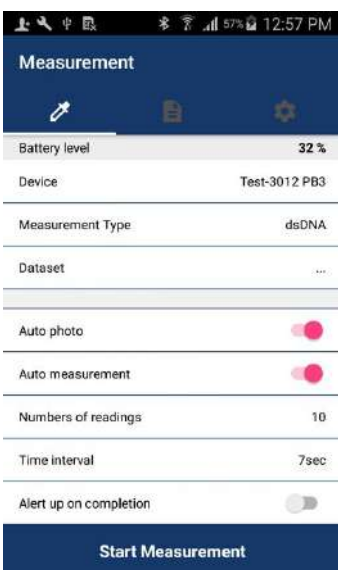 57% 12:57 PM
Measurement
Battery level 32 %
Device Test-3012 PB3
Measurement Type dsDNA
Dataset ...
Auto photo
Auto measurement
Numbers of readings 10
Time interval 7sec
Alert up on completion
Start Measurement